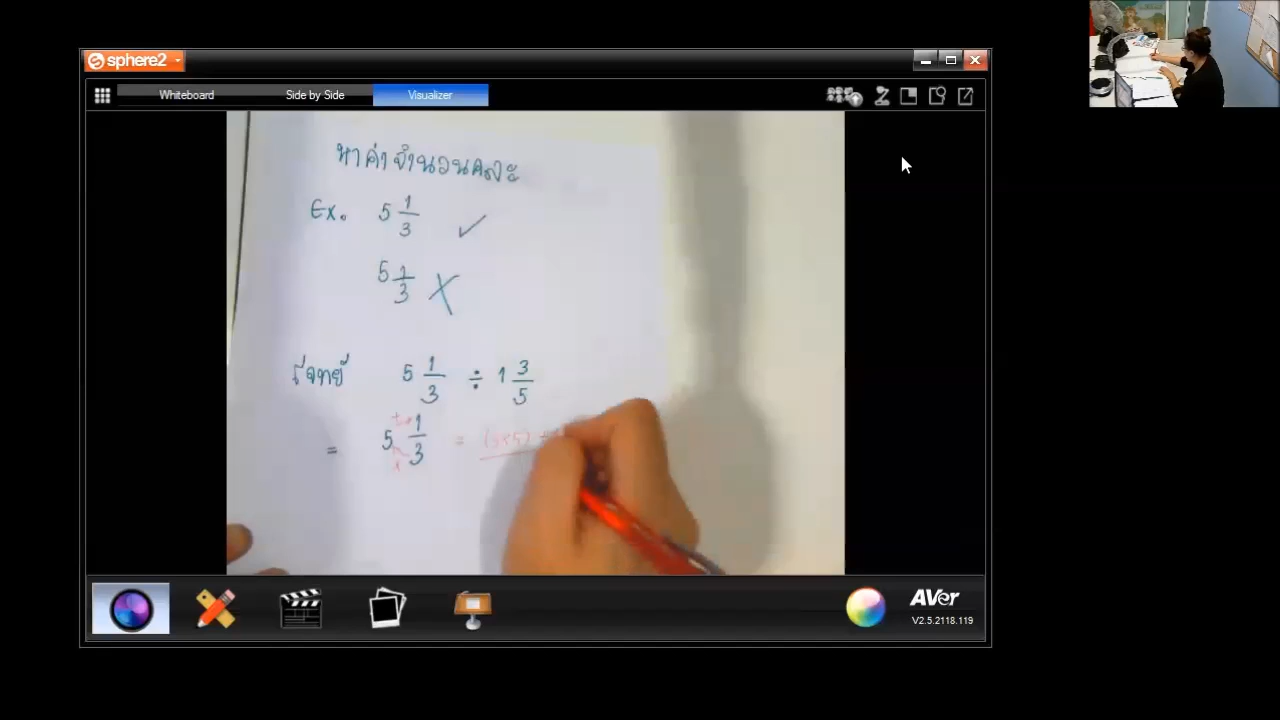 sphere2
Whiteboard Side by Side Visualizer
หาค่าจำนวนคละ
Ex. 5 1/3 ✓
5 1/3 X
โจทย์ 5 1/3 ÷ 1 3/5
= 5 1/3 = (3×5) +
+
×
AVer
V2.5.2118.119